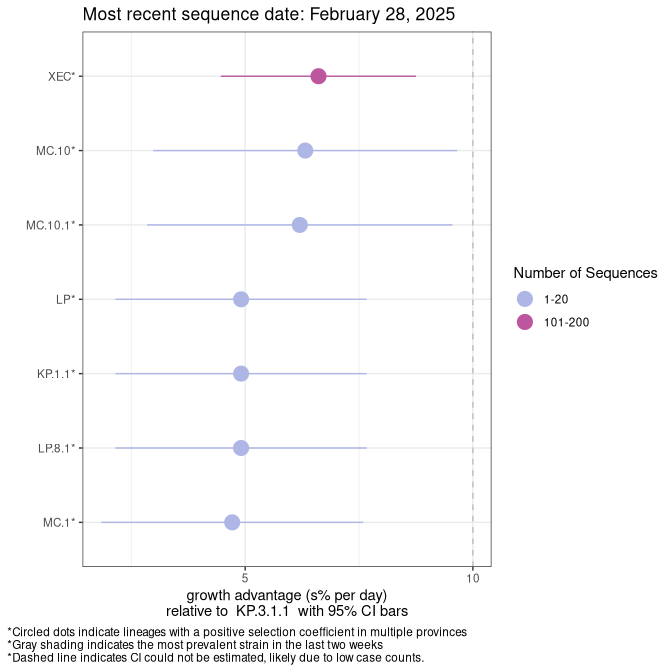 Most recent sequence date: February 28, 2025
XEC*
MC.10*
MC.10.1*
LP*
KP.1.1*
LP.8.1*
MC.1*
5 10
growth advantage (s% per day)
relative to KP.3.1.1 with 95% CI bars
Number of Sequences
1-20
101-200
*Circled dots indicate lineages with a positive selection coefficient in multiple provinces
*Gray shading indicates the most prevalent strain in the last two weeks
*Dashed line indicates CI could not be estimated, likely due to low case counts.